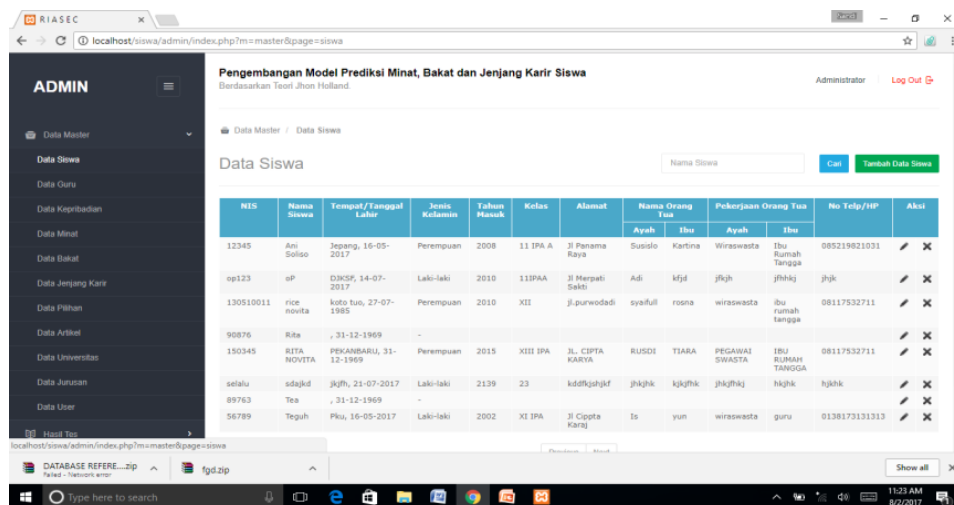 RIASEC
localhost/siswa/admin/index.php?m=master&page=siswa
ADMIN
Pengembangan Model Prediksi Minat, Bakat dan Jenjang Karir Siswa
Berdasarkan Teori Jhon Holland.
Administrator Log Out
Data Master
Data Siswa
Data Guru
Data Kepribadian
Data Minat
Data Bakat
Data Jenjang Karir
Data Pilihan
Data Artikel
Data Universitas
Data Jurusan
Data User
Hasil Tes
Data Master / Data Siswa
Data Siswa
Nama Siswa Cari Tambah Data Siswa
NIS Nama Siswa Tempat/Tanggal Lahir Jenis Kelamin Tahun Masuk Kelas Alamat Nama Orang Tua Pekerjaan Orang Tua No Telp/HP Aksi
Ayah Ibu Ayah Ibu
12345 Ani Soliso Jepang, 16-05-2017 Perempuan 2008 11 IPA A Jl Panama Raya Susislo Kartina Wiraswasta Ibu Rumah Tangga 085219821031
op123 oP DJKSF, 14-07-2017 Laki-laki 2010 11IPAA Jl Merpati Sakti Adi kfjd jfkjh jfhhkj jhjk
130510011 rice novita koto tuo, 27-07-1985 Perempuan 2010 XII jl.purwodadi syaifull rosna wiraswasta ibu rumah tangga 08117532711
90876 Rita , 31-12-1969 -
150345 RITA NOVITA PEKANBARU, 31-12-1969 Perempuan 2015 XIII IPA JL. CIPTA KARYA RUSDI TIARA PEGAWAI SWASTA IBU RUMAH TANGGA 08117532711
selalu sdajkd jkjfh, 21-07-2017 Laki-laki 2139 23 kddfkjshjkf jhkjhk kjkjfhk jhkjfhkj hkjhk hjkhk
89763 Tea , 31-12-1969 -
56789 Teguh Pku, 16-05-2017 Laki-laki 2002 XI IPA Jl Cippta Karaj Is yun wiraswasta guru 0138173131313
Previous Next
localhost/siswa/admin/index.php?m=master&page=siswa
DATABASE REFERE....zip
Failed - Network error
fgd.zip
Show all
Type here to search
11:23 AM
8/2/2017